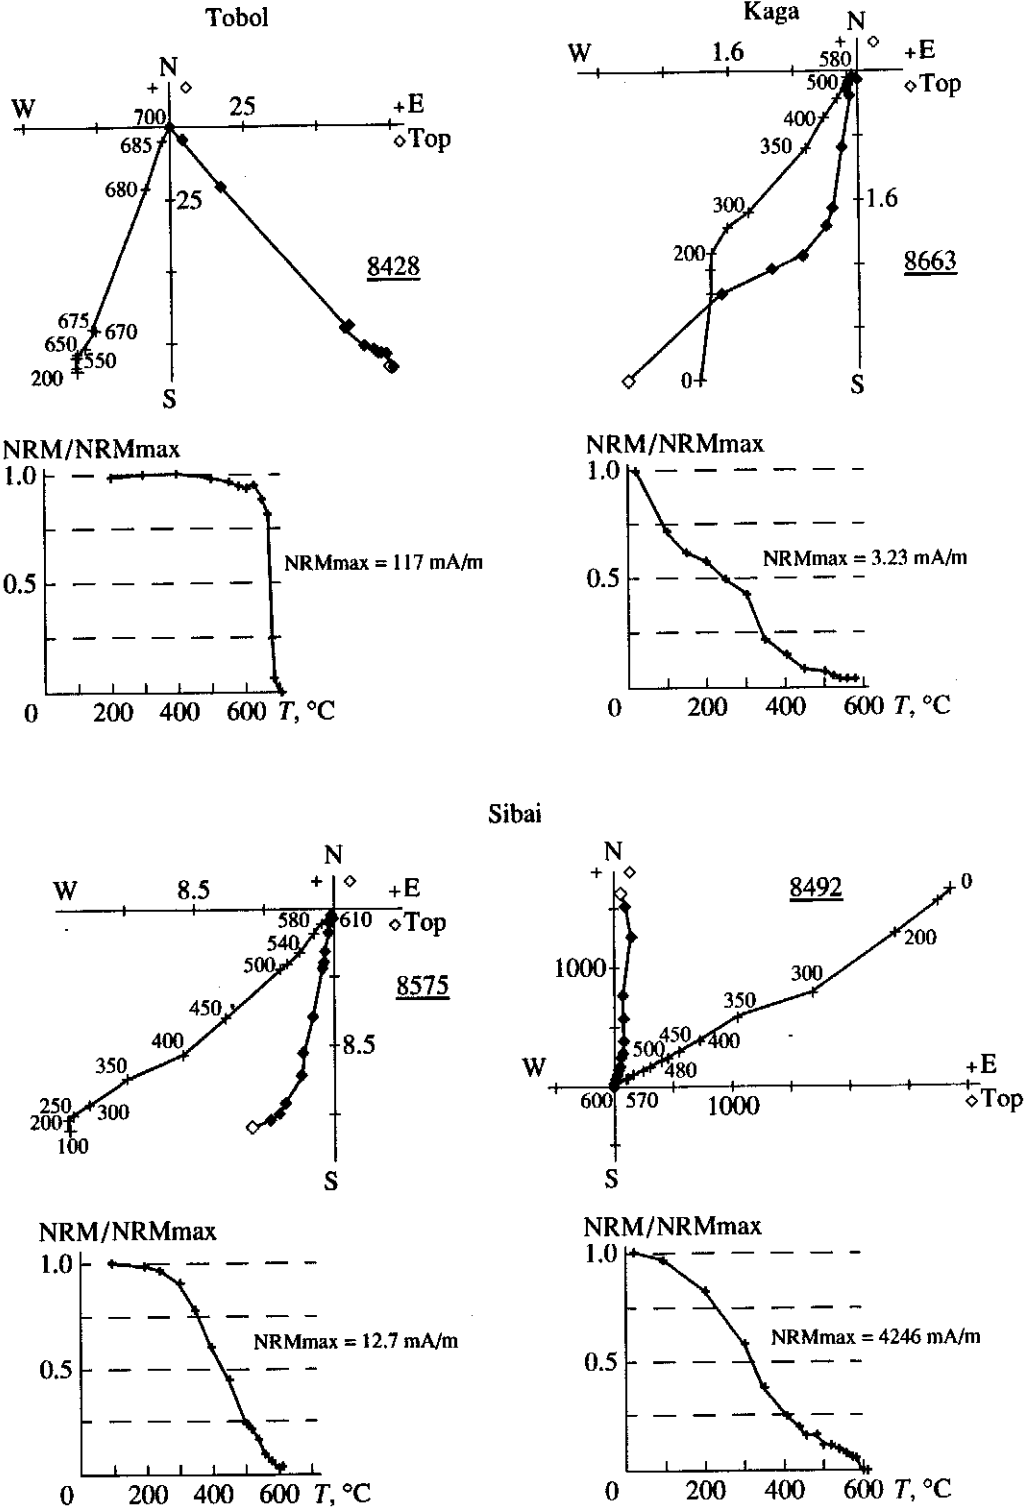 Tobol
N
W
25
+E
◇Top
+ ◇
700
685
680
25
8428
675
670
650
550
200
S
NRM/NRMmax
1.0
NRMmax = 117 mA/m
0.5
0 200 400 600 T, °C
Kaga
N
W
1.6
+ ◇
+E
◇Top
580
500
400
350
300
1.6
200
8663
0
S
NRM/NRMmax
1.0
NRMmax = 3.23 mA/m
0.5
0 200 400 600 T, °C
Sibai
N
W
8.5
+ ◇
+E
◇Top
580
610
540
500
8575
450
400
8.5
350
250
300
200
100
S
NRM/NRMmax
1.0
NRMmax = 12.7 mA/m
0.5
0 200 400 600 T, °C
N
+ ◇
8492
0
200
1000
300
350
450
400
500
480
W
+E
◇Top
600
570
1000
S
NRM/NRMmax
1.0
NRMmax = 4246 mA/m
0.5
0 200 400 600 T, °C